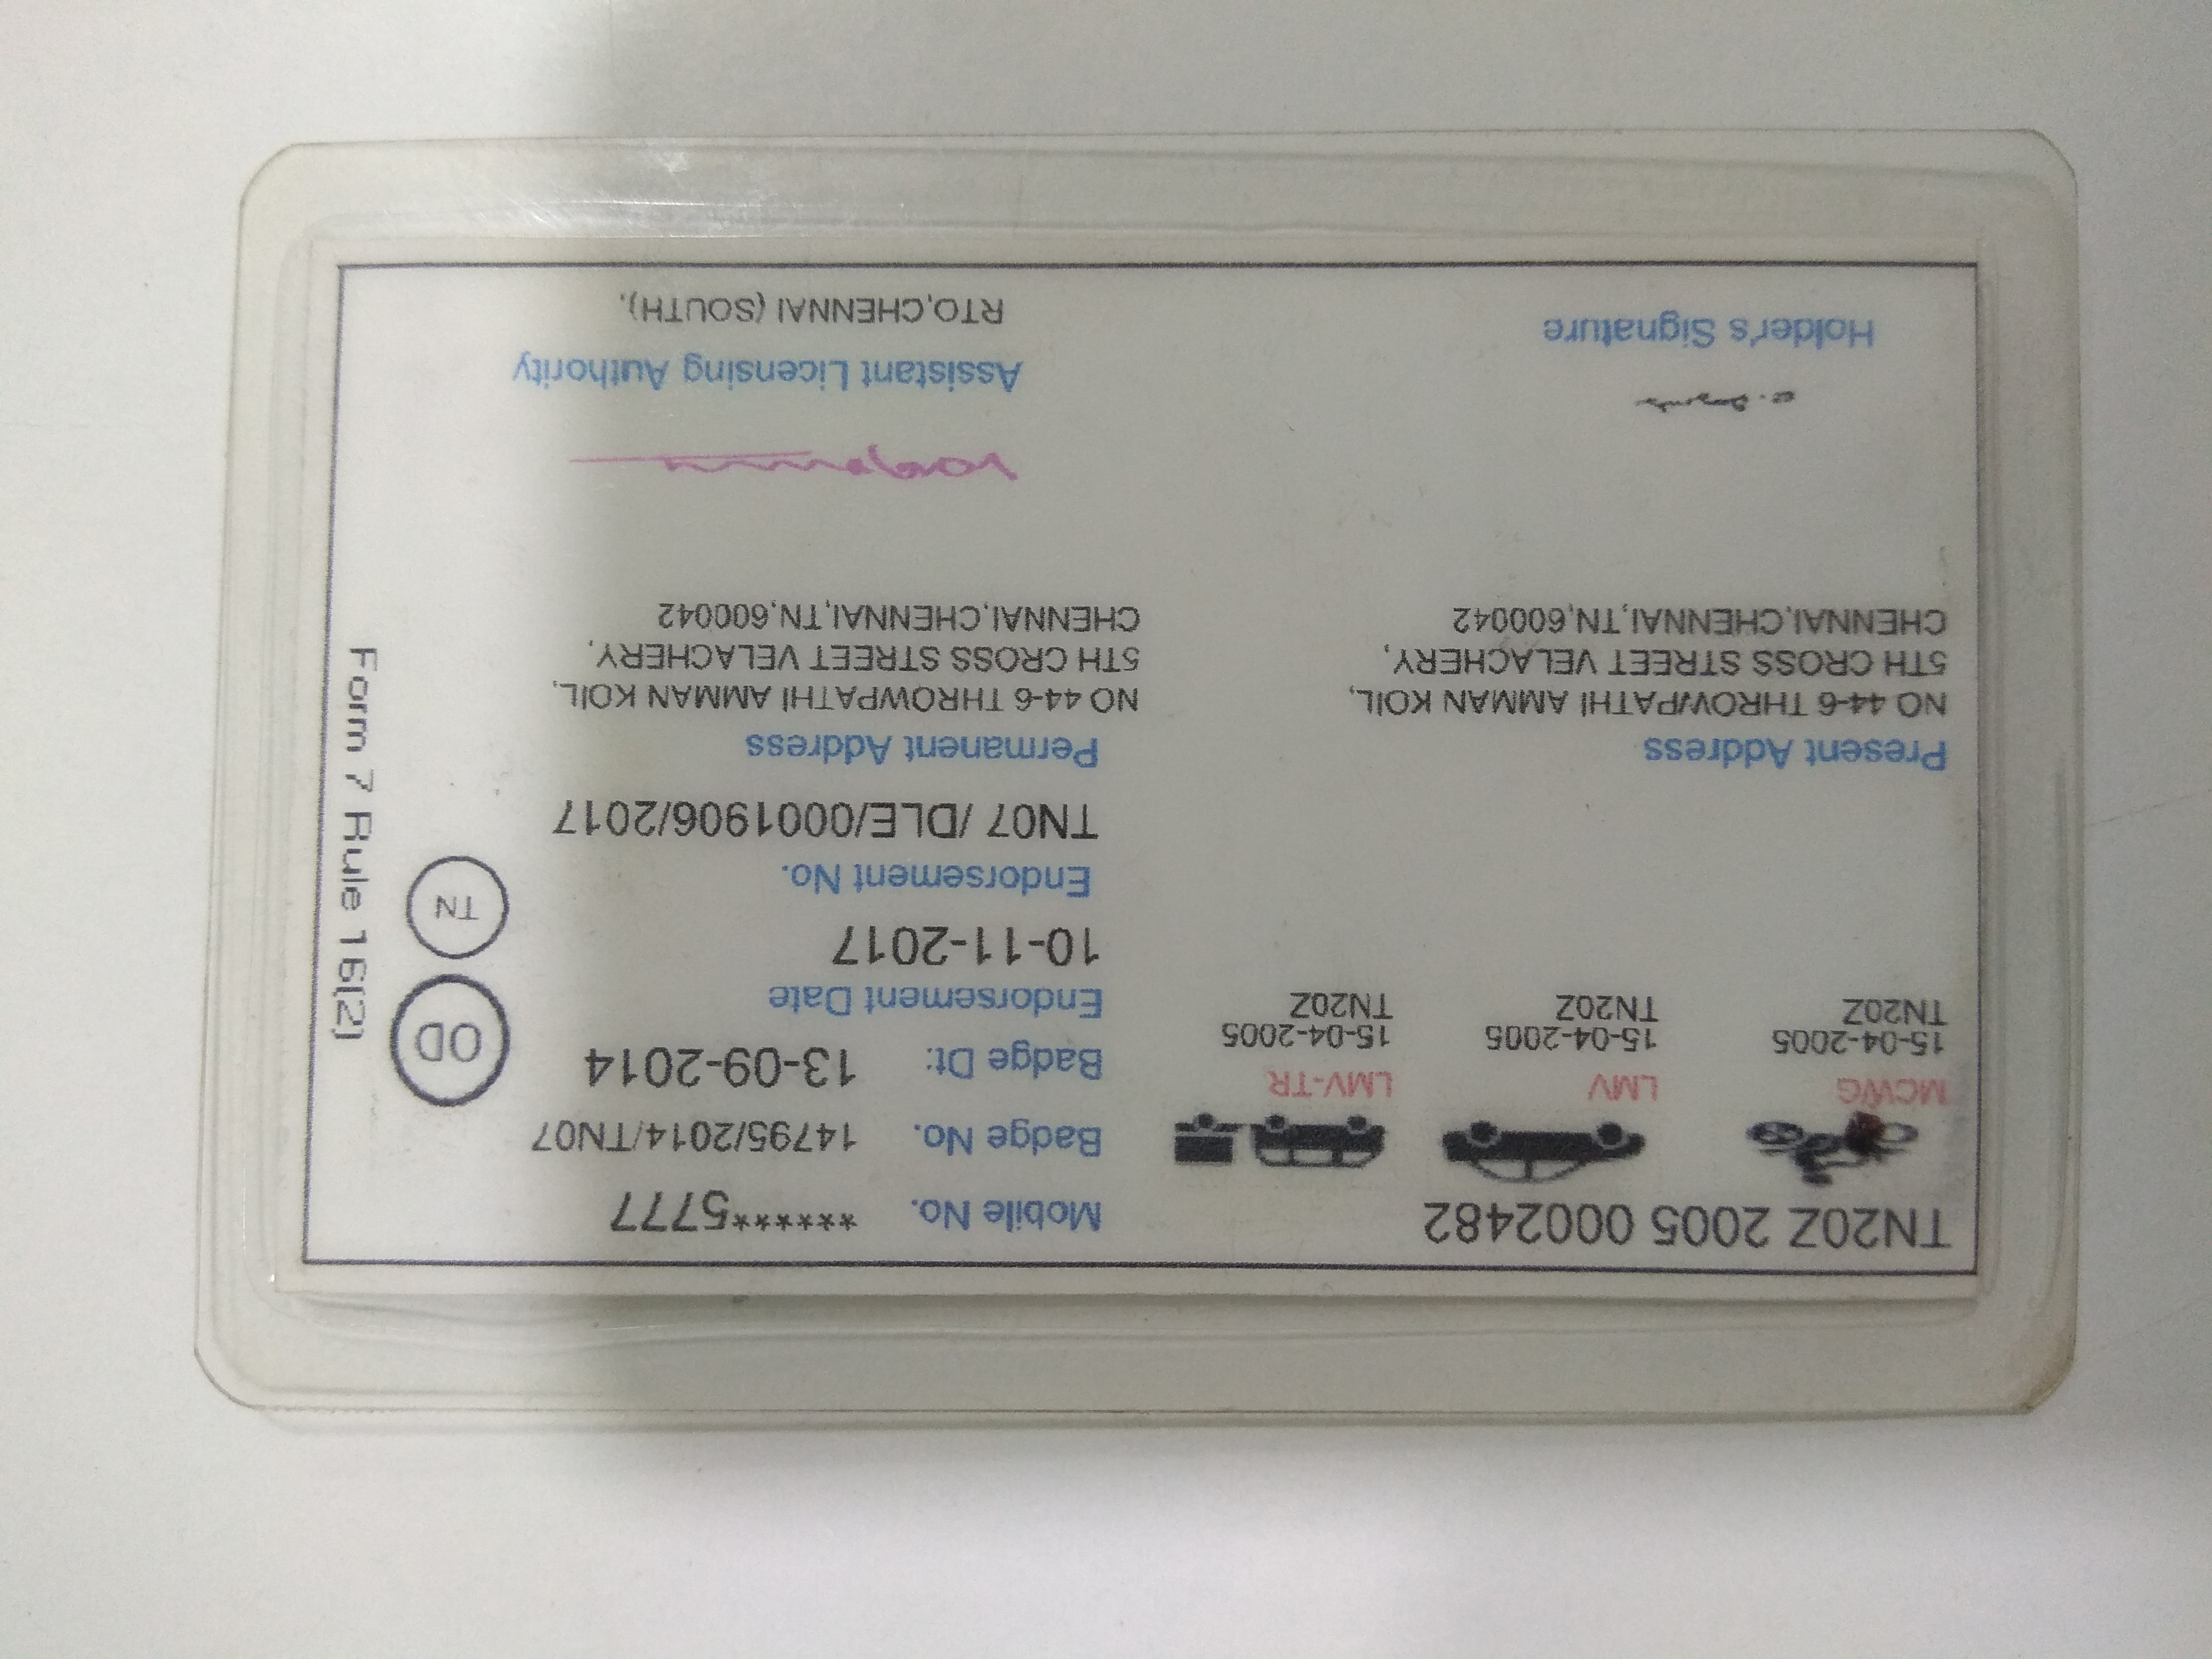 TN20Z 2005 0002482
MCWG
15-04-2005
TN20Z
LMV
15-04-2005
TN20Z
LMV-TR
15-04-2005
TN20Z
Present Address
NO 44-6 THROWPATHI AMMAN KOIL,
5TH CROSS STREET VELACHERY,
CHENNAI,CHENNAI,TN,600042
Holder's Signature
Mobile No. ******5777
Badge No. 14795/2014/TN07
Badge Dt: 13-09-2014
Endorsement Date
10-11-2017
Endorsement No.
TN07 /DLE/0001906/2017
Permanent Address
NO 44-6 THROWPATHI AMMAN KOIL,
5TH CROSS STREET VELACHERY,
CHENNAI,CHENNAI,TN,600042
Assistant Licensing Authority
RTO,CHENNAI (SOUTH),
OD
TN
Form 7 Rule 16(2)